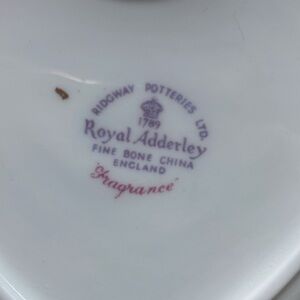 RIDGWAY POTTERIES LTD.
1789
Royal Adderley
FINE BONE CHINA
ENGLAND
"Fragrance"